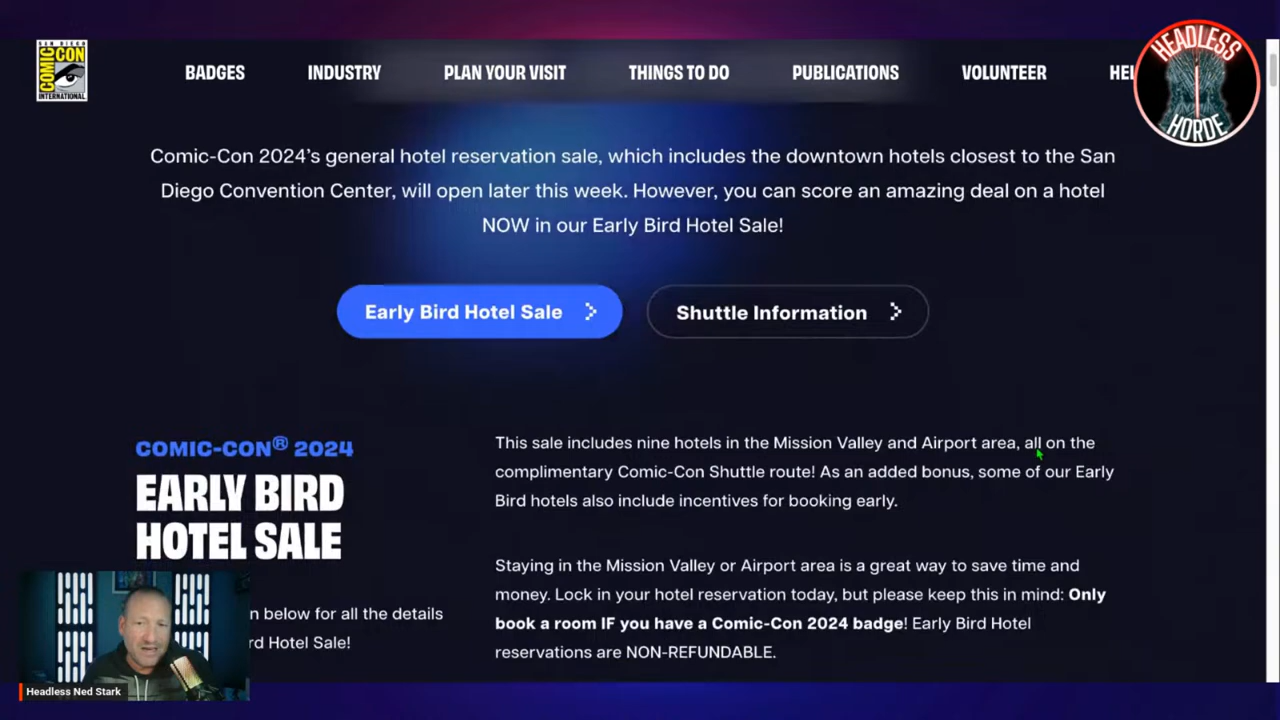 SAN DIEGO
COMIC CON
INTERNATIONAL
BADGES INDUSTRY PLAN YOUR VISIT THINGS TO DO PUBLICATIONS VOLUNTEER HEL
HEADLESS
HORDE
Comic-Con 2024's general hotel reservation sale, which includes the downtown hotels closest to the San
Diego Convention Center, will open later this week. However, you can score an amazing deal on a hotel
NOW in our Early Bird Hotel Sale!
Early Bird Hotel Sale
Shuttle Information
COMIC-CON® 2024
EARLY BIRD
HOTEL SALE
n below for all the details
rd Hotel Sale!
This sale includes nine hotels in the Mission Valley and Airport area, all on the
complimentary Comic-Con Shuttle route! As an added bonus, some of our Early
Bird hotels also include incentives for booking early.
Staying in the Mission Valley or Airport area is a great way to save time and
money. Lock in your hotel reservation today, but please keep this in mind: Only
book a room IF you have a Comic-Con 2024 badge! Early Bird Hotel
reservations are NON-REFUNDABLE.
Headless Ned Stark